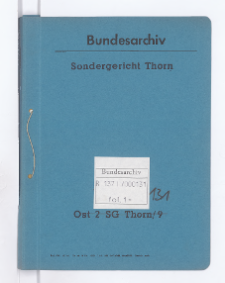 Bundesarchiv
Sondergericht Thorn
Bundesarchiv
fol. 1-
131
Ost 7 SG Thorn/9